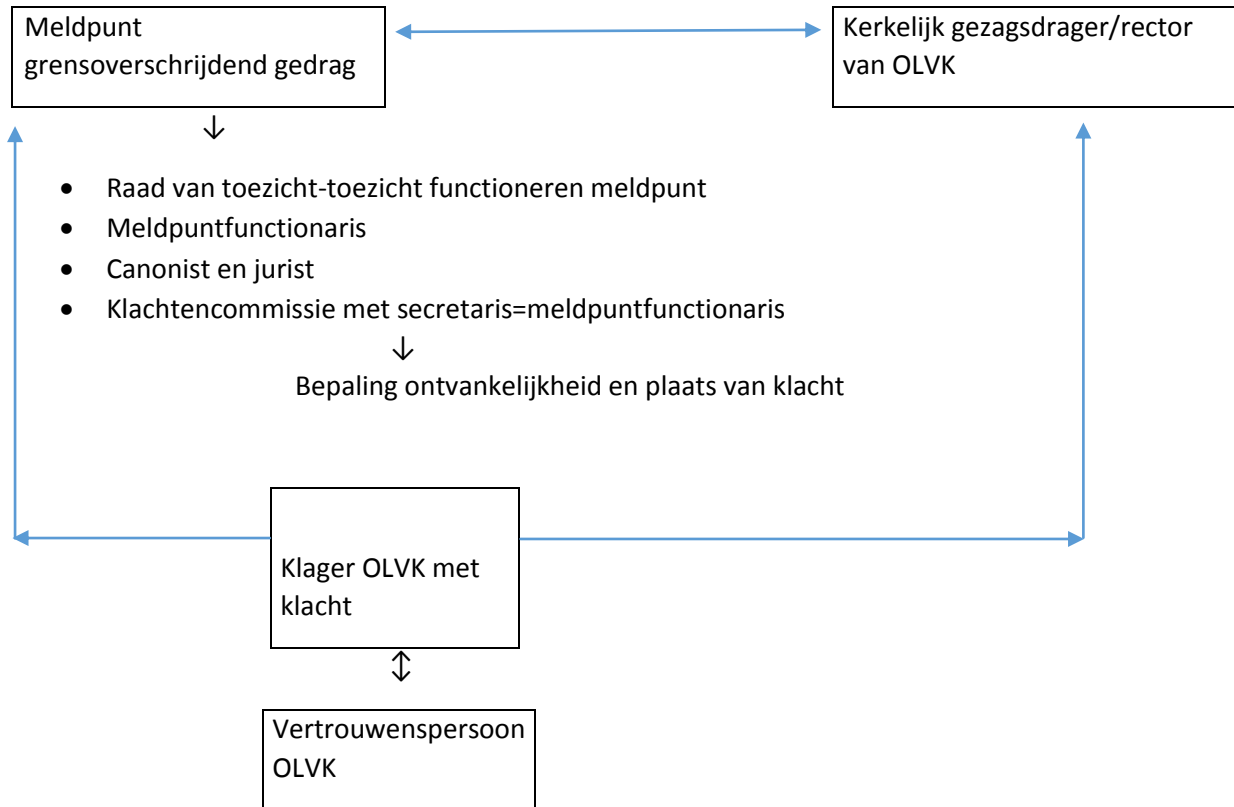 Meldpunt
grensoverschrijdend gedrag
Kerkelijk gezagsdrager/rector
van OLVK
↓
• Raad van toezicht-toezicht functioneren meldpunt
• Meldpuntfunctionaris
• Canonist en jurist
• Klachtencommissie met secretaris=meldpuntfunctionaris
↓
Bepaling ontvankelijkheid en plaats van klacht
Klager OLVK met
klacht
↕
Vertrouwenspersoon
OLVK